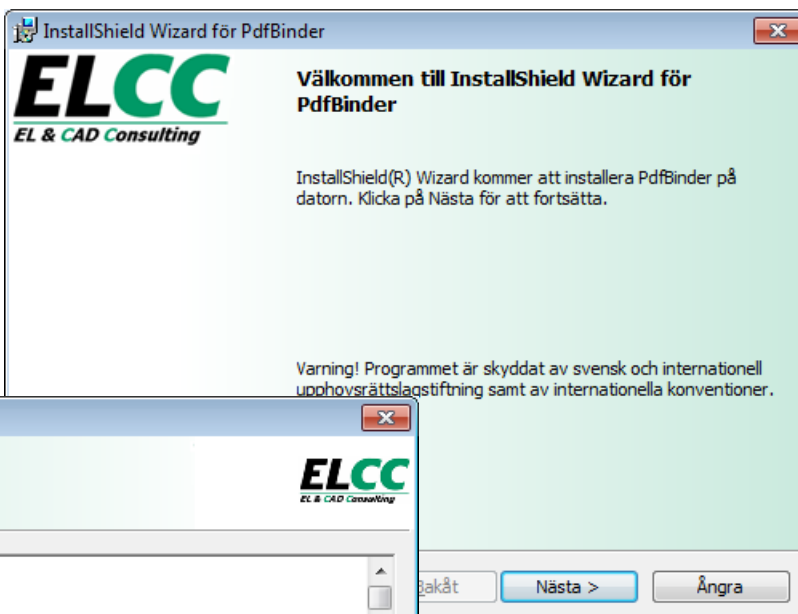 InstallShield Wizard för PdfBinder
ELCC
EL & CAD Consulting
Välkommen till InstallShield Wizard för
PdfBinder
InstallShield(R) Wizard kommer att installera PdfBinder på
datorn. Klicka på Nästa för att fortsätta.
Varning! Programmet är skyddat av svensk och internationell
upphovsrättslagstiftning samt av internationella konventioner.
ELCC
EL & CAD Consulting
Bakåt
Nästa >
Ångra